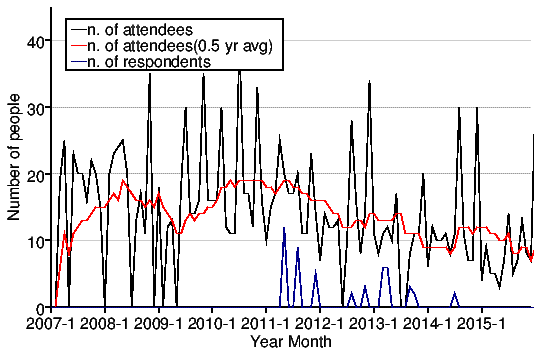 n. of attendees
n. of attendees(0.5 yr avg)
n. of respondents
40
30
20
10
0
Number of people
2007-1 2008-1 2009-1 2010-1 2011-1 2012-1 2013-1 2014-1 2015-1
Year Month